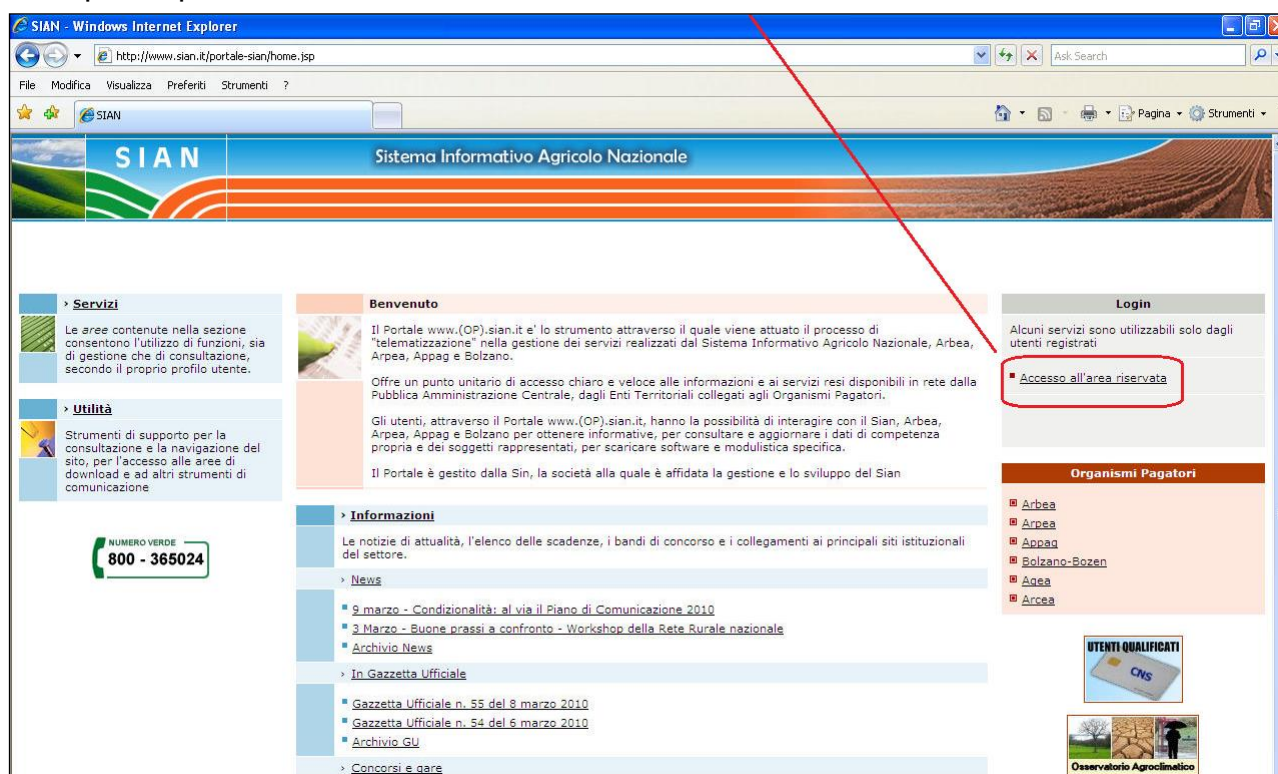 SIAN - Windows Internet Explorer
http://www.sian.it/portale-sian/home.jsp
Ask Search
File Modifica Visualizza Preferiti Strumenti ?
SIAN
Pagina Strumenti
SIAN
Sistema Informativo Agricolo Nazionale
› Servizi
Le aree contenute nella sezione
consentono l'utilizzo di funzioni, sia
di gestione che di consultazione,
secondo il proprio profilo utente.
› Utilità
Strumenti di supporto per la
consultazione e la navigazione del
sito, per l'accesso alle aree di
download e ad altri strumenti di
comunicazione
NUMERO VERDE
800 - 365024
Benvenuto
Il Portale www.(OP).sian.it e' lo strumento attraverso il quale viene attuato il processo di
"telematizzazione" nella gestione dei servizi realizzati dal Sistema Informativo Agricolo Nazionale, Arbea,
Arpea, Appag e Bolzano.
Offre un punto unitario di accesso chiaro e veloce alle informazioni e ai servizi resi disponibili in rete dalla
Pubblica Amministrazione Centrale, dagli Enti Territoriali collegati agli Organismi Pagatori.
Gli utenti, attraverso il Portale www.(OP).sian.it, hanno la possibilità di interagire con il Sian, Arbea,
Arpea, Appag e Bolzano per ottenere informative, per consultare e aggiornare i dati di competenza
propria e dei soggetti rappresentati, per scaricare software e modulistica specifica.
Il Portale è gestito dalla Sin, la società alla quale è affidata la gestione e lo sviluppo del Sian
› Informazioni
Le notizie di attualità, l'elenco delle scadenze, i bandi di concorso e i collegamenti ai principali siti istituzionali
del settore.
› News
9 marzo - Condizionalità: al via il Piano di Comunicazione 2010
3 Marzo - Buone prassi a confronto - Workshop della Rete Rurale nazionale
Archivio News
› In Gazzetta Ufficiale
Gazzetta Ufficiale n. 55 del 8 marzo 2010
Gazzetta Ufficiale n. 54 del 6 marzo 2010
Archivio GU
› Concorsi e gare
Login
Alcuni servizi sono utilizzabili solo dagli
utenti registrati
Accesso all'area riservata
Organismi Pagatori
Arbea
Arpea
Appag
Bolzano-Bozen
Agea
Arcea
UTENTI QUALIFICATI
CNS
Osservatorio Agroclimatico